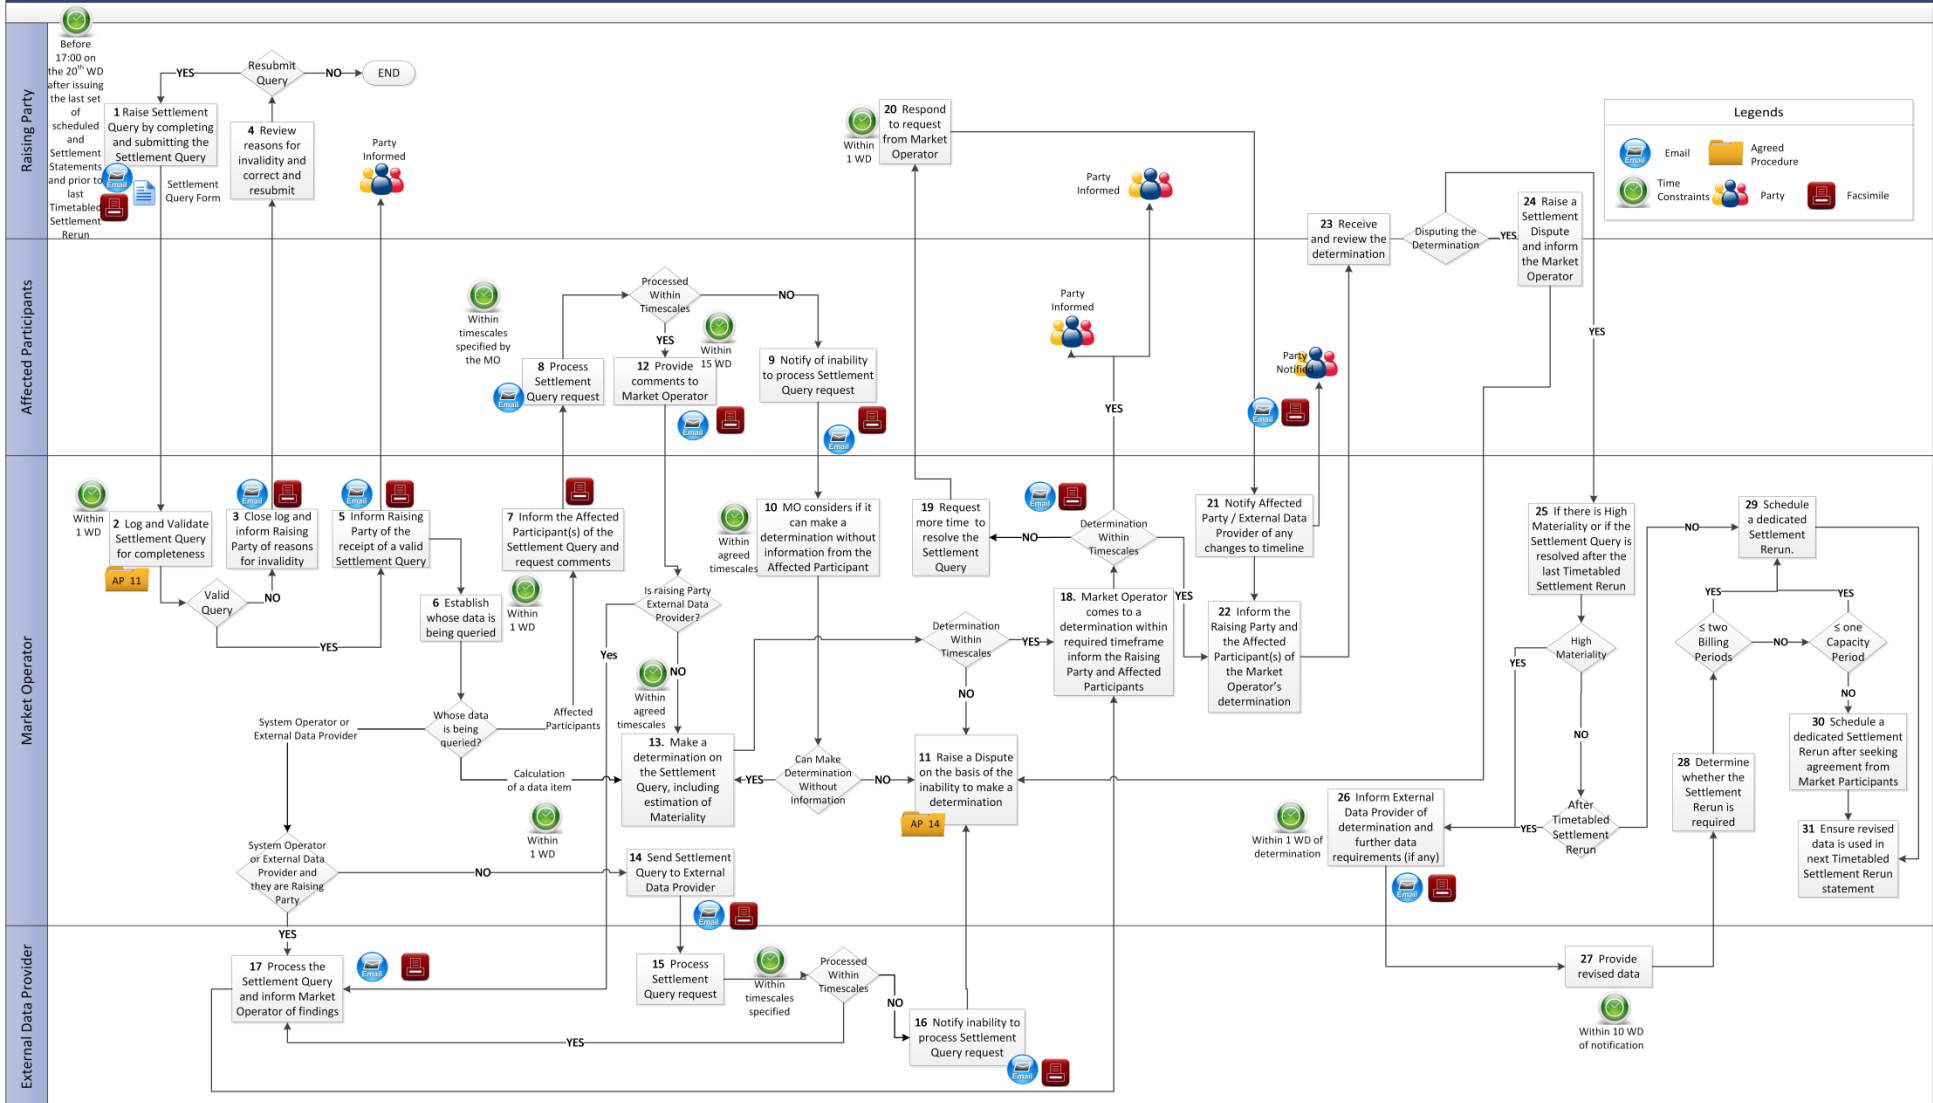 Raising Party
Before
17:00 on
the 20th WD
after issuing
the last set
of
scheduled
and
Settlement
Statements
and prior to
last
Timetabled
Settlement
Rerun
Resubmit
Query
YES
NO
END
1 Raise Settlement
Query by completing
and submitting the
Settlement Query
Email
Settlement
Query Form
4 Review
reasons for
invalidity and
correct and
resubmit
Party
Informed
Within
1 WD
20 Respond
to request
from Market
Operator
Party
Informed
23 Receive
and review the
determination
Disputing the
Determination
YES
24 Raise a
Settlement
Dispute
and inform
the Market
Operator
Legends
Email
Agreed
Procedure
Time
Constraints
Party
Facsimile
Affected Participants
Within
timescales
specified by
the MO
Processed
Within
Timescales
NO
YES
Within
15 WD
8 Process
Settlement
Query request
Email
12 Provide
comments to
Market Operator
Email
9 Notify of inability
to process Settlement
Query request
Email
Party
Informed
YES
Party
Notified
Email
YES
Market Operator
Within
1 WD
2 Log and Validate
Settlement Query
for completeness
AP 11
Valid
Query
NO
YES
Email
3 Close log and
inform Raising
Party of reasons
for invalidity
Email
5 Inform Raising
Party of the
receipt of a valid
Settlement Query
6 Establish
whose data is
being queried
Within
1 WD
7 Inform the Affected
Participant(s) of the
Settlement Query and
request comments
Whose data
is being
queried?
Affected
Participants
System Operator or
External Data Provider
Calculation
of a data item
Within
1 WD
System Operator
or External Data
Provider and
they are Raising
Party
NO
YES
Is raising Party
External Data
Provider?
Yes
NO
Within
agreed
timescales
13. Make a
determination on
the Settlement
Query, including
estimation of
Materiality
14 Send Settlement
Query to External
Data Provider
Email
Within
agreed
timescales
10 MO considers if it
can make a
determination without
information from the
Affected Participant
Can Make
Determination
Without
Information
YES
NO
11 Raise a Dispute
on the basis of the
inability to make a
determination
AP 14
Determination
Within
Timescales
YES
NO
19 Request
more time to
resolve the
Settlement
Query
Email
Determination
Within
Timescales
NO
YES
18. Market Operator
comes to a
determination within
required timeframe
inform the Raising
Party and Affected
Participants
21 Notify Affected
Party / External Data
Provider of any
changes to timeline
22 Inform the
Raising Party and
the Affected
Participant(s) of
the Market
Operator's
determination
25 If there is High
Materiality or if the
Settlement Query is
resolved after the
last Timetabled
Settlement Rerun
High
Materiality
YES
NO
After
Timetabled
Settlement
Rerun
YES
NO
Within 1 WD of
determination
26 Inform External
Data Provider of
determination and
further data
requirements (if any)
Email
28 Determine
whether the
Settlement
Rerun is
required
≤ two
Billing
Periods
YES
NO
≤ one
Capacity
Period
YES
NO
29 Schedule
a dedicated
Settlement
Rerun.
30 Schedule a
dedicated Settlement
Rerun after seeking
agreement from
Market Participants
31 Ensure revised
data is used in
next Timetabled
Settlement Rerun
statement
External Data Provider
17 Process the
Settlement Query
and inform Market
Operator of findings
Email
15 Process
Settlement
Query request
Within
timescales
specified
Processed
Within
Timescales
NO
YES
16 Notify inability to
process Settlement
Query request
Email
27 Provide
revised data
Within 10 WD
of notification